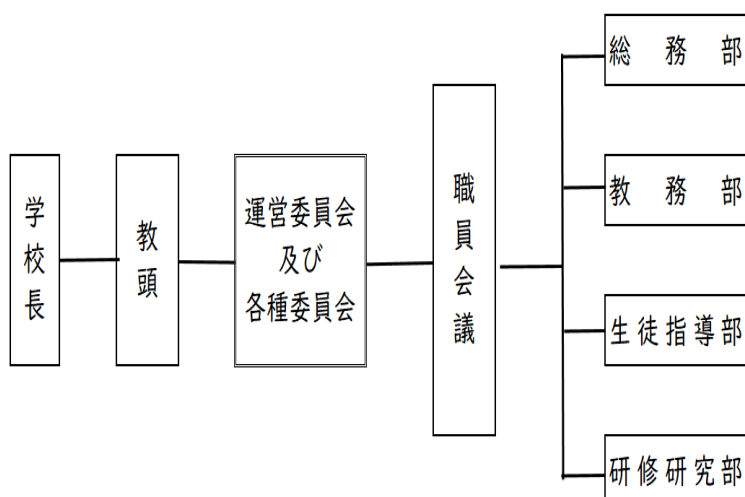 学校長
教頭
運営委員会
及び
各種委員会
職員会議
総務部
教務部
生徒指導部
研修研究部